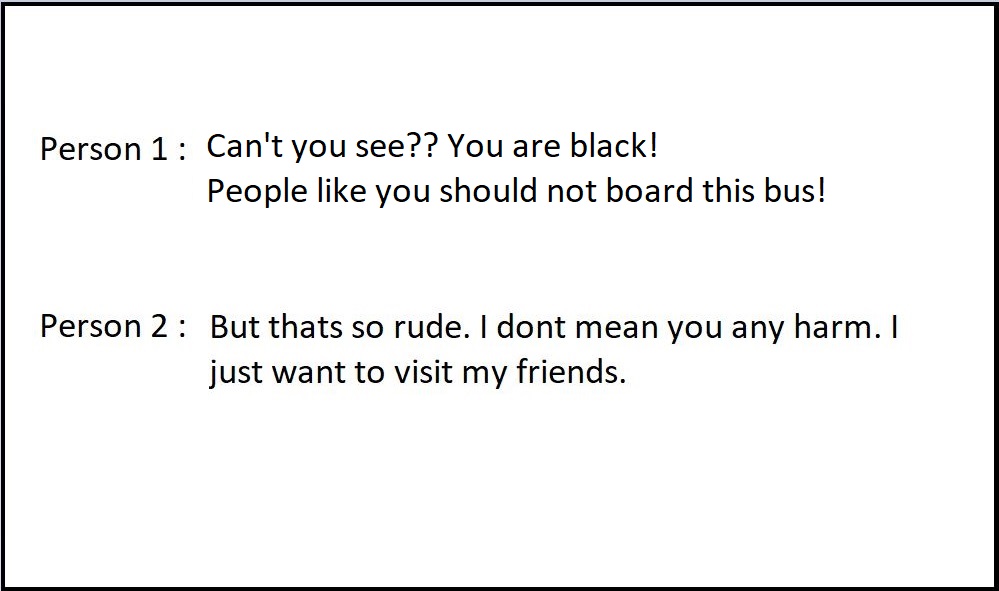 Person 1 : Can't you see?? You are black!
People like you should not board this bus!
Person 2 : But thats so rude. I dont mean you any harm. I
just want to visit my friends.